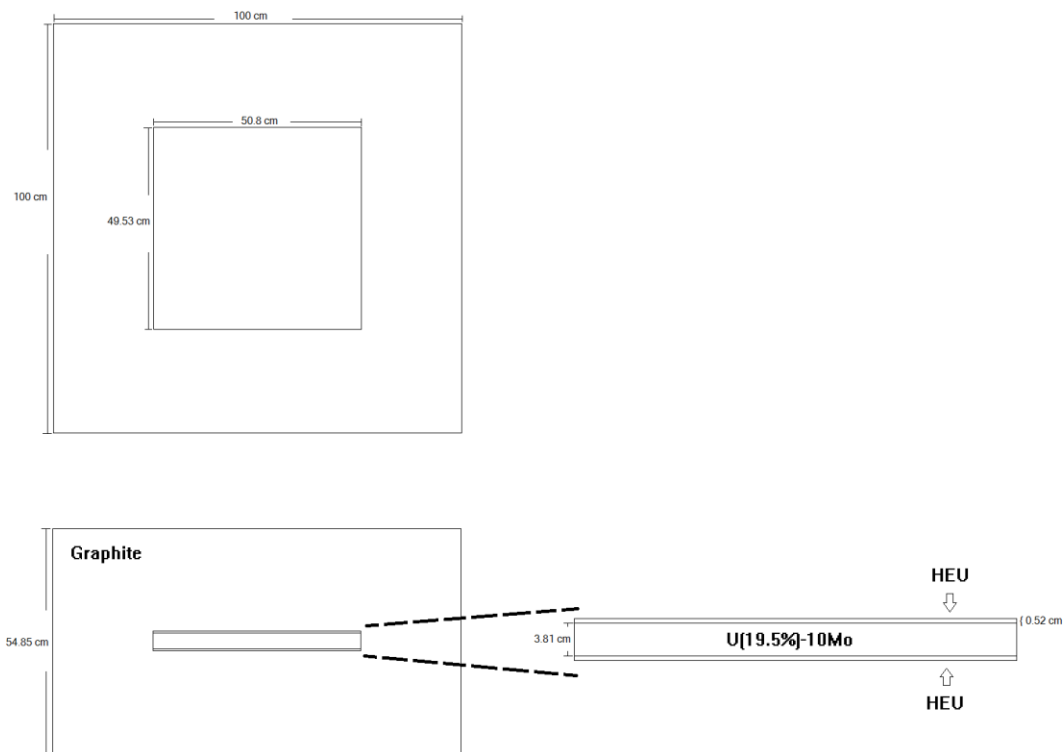 100 cm
50.8 cm
100 cm
49.53 cm
Graphite
HEU
54.85 cm
3.81 cm
U(19.5%)-10Mo
0.52 cm
HEU